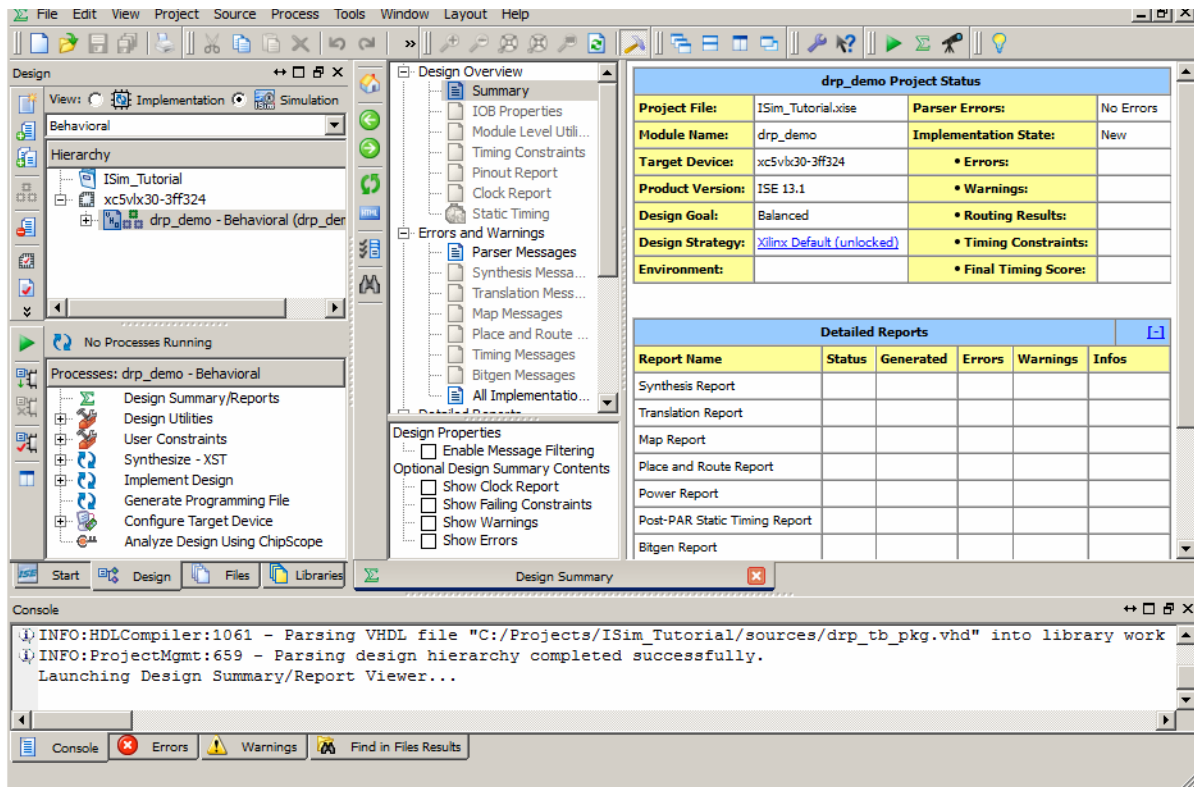 File Edit View Project Source Process Tools Window Layout Help
»
Design
View: Implementation Simulation
Behavioral
Hierarchy
ISim_Tutorial
xc5vlx30-3ff324
drp_demo - Behavioral (drp_der
No Processes Running
Processes: drp_demo - Behavioral
Design Summary/Reports
Design Utilities
User Constraints
Synthesize - XST
Implement Design
Generate Programming File
Configure Target Device
Analyze Design Using ChipScope
Start Design Files Libraries
Design Overview
Summary
IOB Properties
Module Level Utili...
Timing Constraints
Pinout Report
Clock Report
Static Timing
Errors and Warnings
Parser Messages
Synthesis Messa...
Translation Mess...
Map Messages
Place and Route ...
Timing Messages
Bitgen Messages
All Implementatio...
Detailed Reports
Design Properties
Enable Message Filtering
Optional Design Summary Contents
Show Clock Report
Show Failing Constraints
Show Warnings
Show Errors
Design Summary
drp_demo Project Status
Project File: ISim_Tutorial.xise Parser Errors: No Errors
Module Name: drp_demo Implementation State: New
Target Device: xc5vlx30-3ff324 • Errors:
Product Version: ISE 13.1 • Warnings:
Design Goal: Balanced • Routing Results:
Design Strategy: Xilinx Default (unlocked) • Timing Constraints:
Environment: • Final Timing Score:
Detailed Reports [-]
Report Name Status Generated Errors Warnings Infos
Synthesis Report
Translation Report
Map Report
Place and Route Report
Power Report
Post-PAR Static Timing Report
Bitgen Report
Console
INFO:HDLCompiler:1061 - Parsing VHDL file "C:/Projects/ISim_Tutorial/sources/drp_tb_pkg.vhd" into library work
INFO:ProjectMgmt:659 - Parsing design hierarchy completed successfully.
Launching Design Summary/Report Viewer...
Console Errors Warnings Find in Files Results